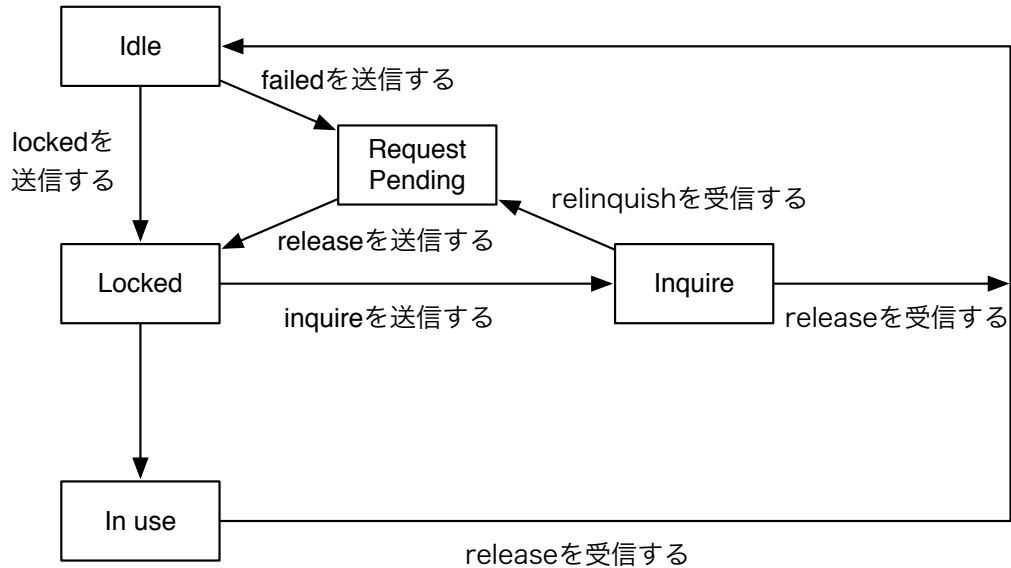 Idle
failedを送信する
lockedを
送信する
Request
Pending
relinquishを受信する
releaseを送信する
Locked
Inquire
inquireを送信する
releaseを受信する
In use
releaseを受信する